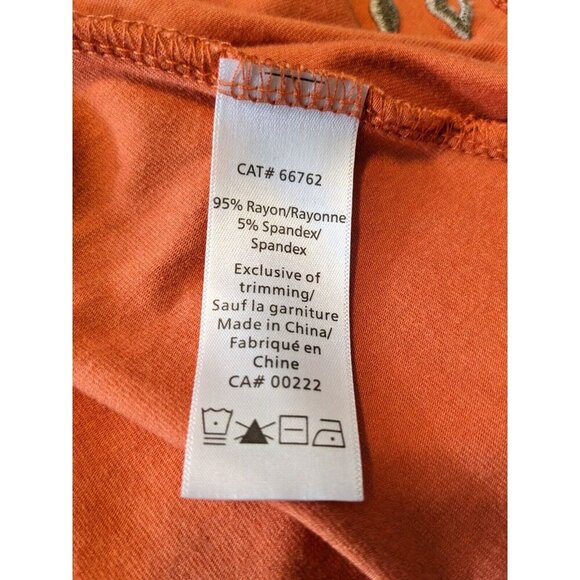 CAT# 66762
95% Rayon/Rayonne
5% Spandex/
Spandex
Exclusive of
trimming/
Sauf la garniture
Made in China/
Fabriqué en
Chine
CA# 00222